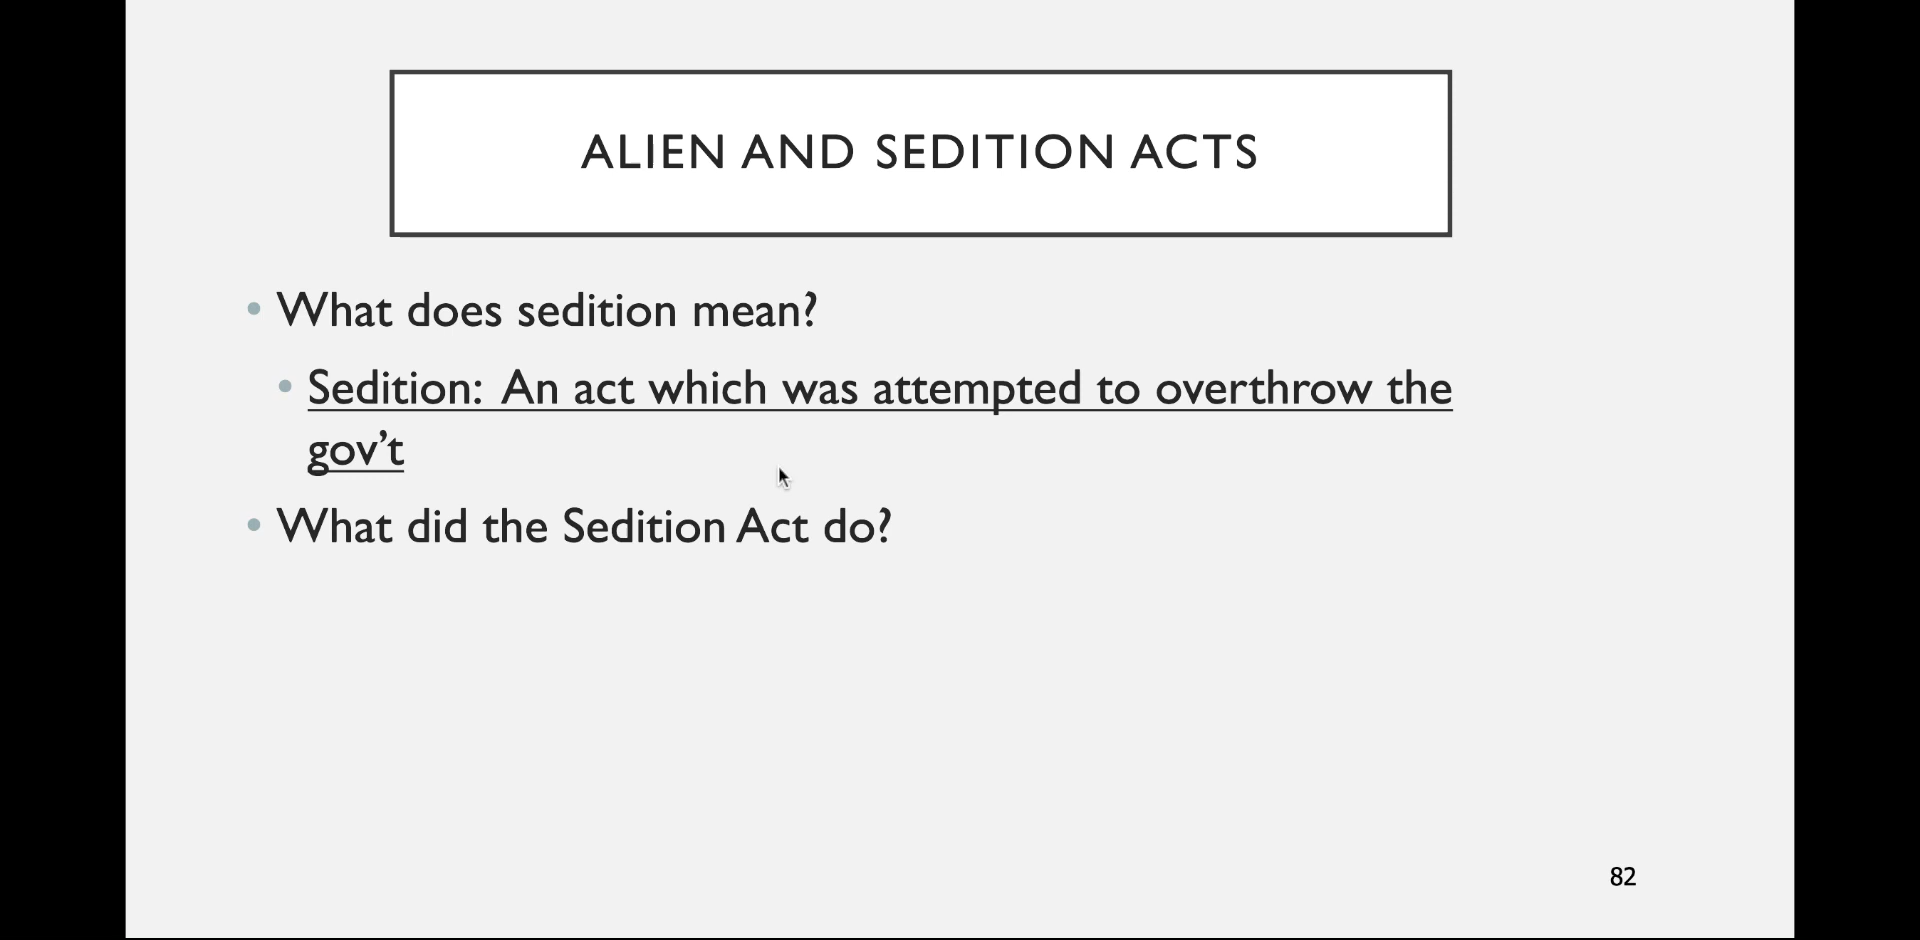 ALIEN AND SEDITION ACTS
• What does sedition mean?
• Sedition: An act which was attempted to overthrow the
gov’t
• What did the Sedition Act do?
82